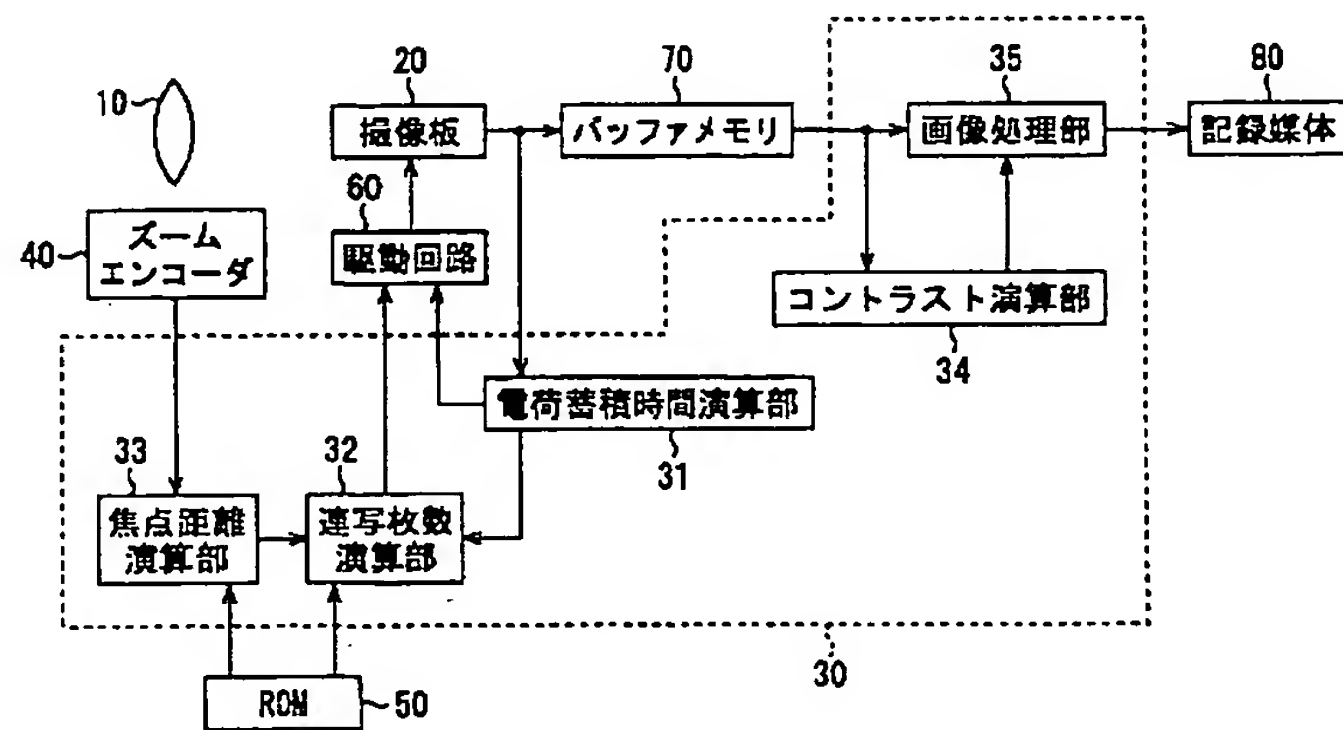 20
70
35
80
10
撮像板
バッファメモリ
画像処理部
記録媒体
60
ズーム
エンコーダ
40
駆動回路
コントラスト演算部
34
電荷蓄積時間演算部
31
33
32
焦点距離
演算部
連写枚数
演算部
30
ROM
50